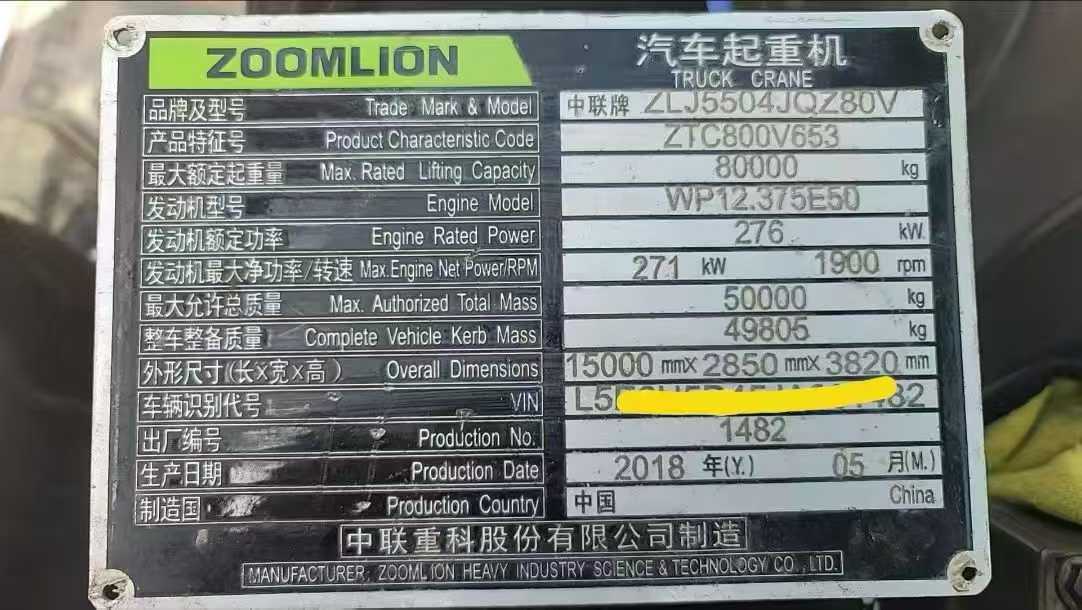 ZOOMLION 汽车起重机
TRUCK CRANE
品牌及型号 Trade Mark & Model 中联牌 ZLJ5504JQZ80V
产品特征号 Product Characteristic Code ZTC800V653
最大额定起重量 Max. Rated Lifting Capacity 80000 kg
发动机型号 Engine Model WP12.375E50
发动机额定功率 Engine Rated Power 276 kW
发动机最大净功率/转速 Max.Engine Net Power/RPM 271 kW 1900 rpm
最大允许总质量 Max. Authorized Total Mass 50000 kg
整车整备质量 Complete Vehicle Kerb Mass 49805 kg
外形尺寸(长X宽X高) Overall Dimensions 15000 mmX 2850 mmX 3820 mm
车辆识别代号 VIN L5 82
出厂编号 Production No. 1482
生产日期 Production Date 2018 年(Y.) 05 月(M.)
制造国 Production Country 中国 China
中联重科股份有限公司制造
MANUFACTURER: ZOOMLION HEAVY INDUSTRY SCIENCE & TECHNOLOGY CO., LTD.